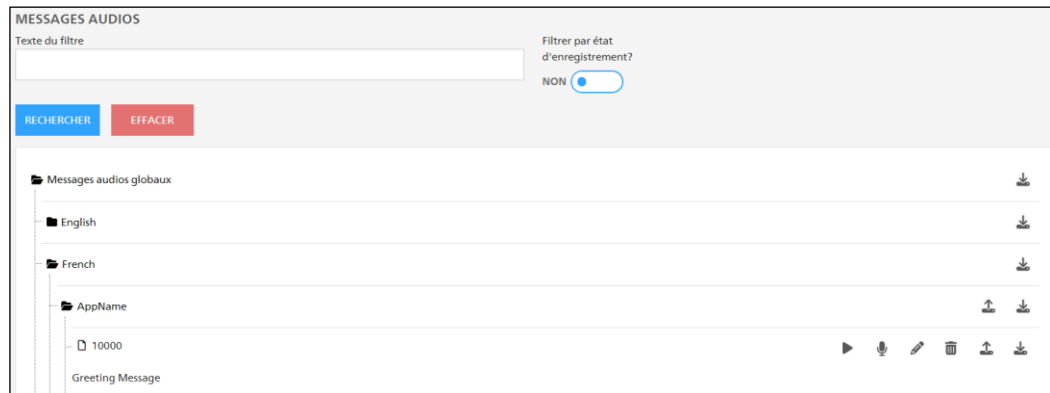 MESSAGES AUDIOS
Texte du filtre
Filtrer par état
d'enregistrement?
NON
RECHERCHER
EFFACER
Messages audios globaux
English
French
AppName
10000
Greeting Message